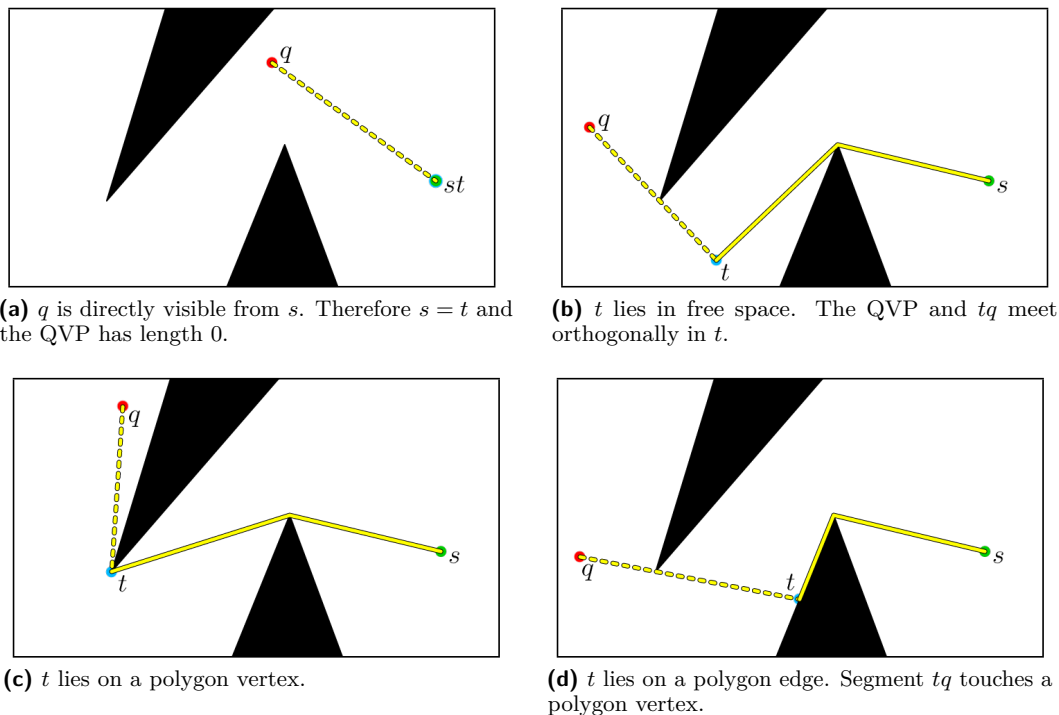 q
st
q
s
t
(a) q is directly visible from s. Therefore s = t and
the QVP has length 0.
(b) t lies in free space. The QVP and tq meet
orthogonally in t.
q
s
t
t
s
q
(c) t lies on a polygon vertex.
(d) t lies on a polygon edge. Segment tq touches a
polygon vertex.